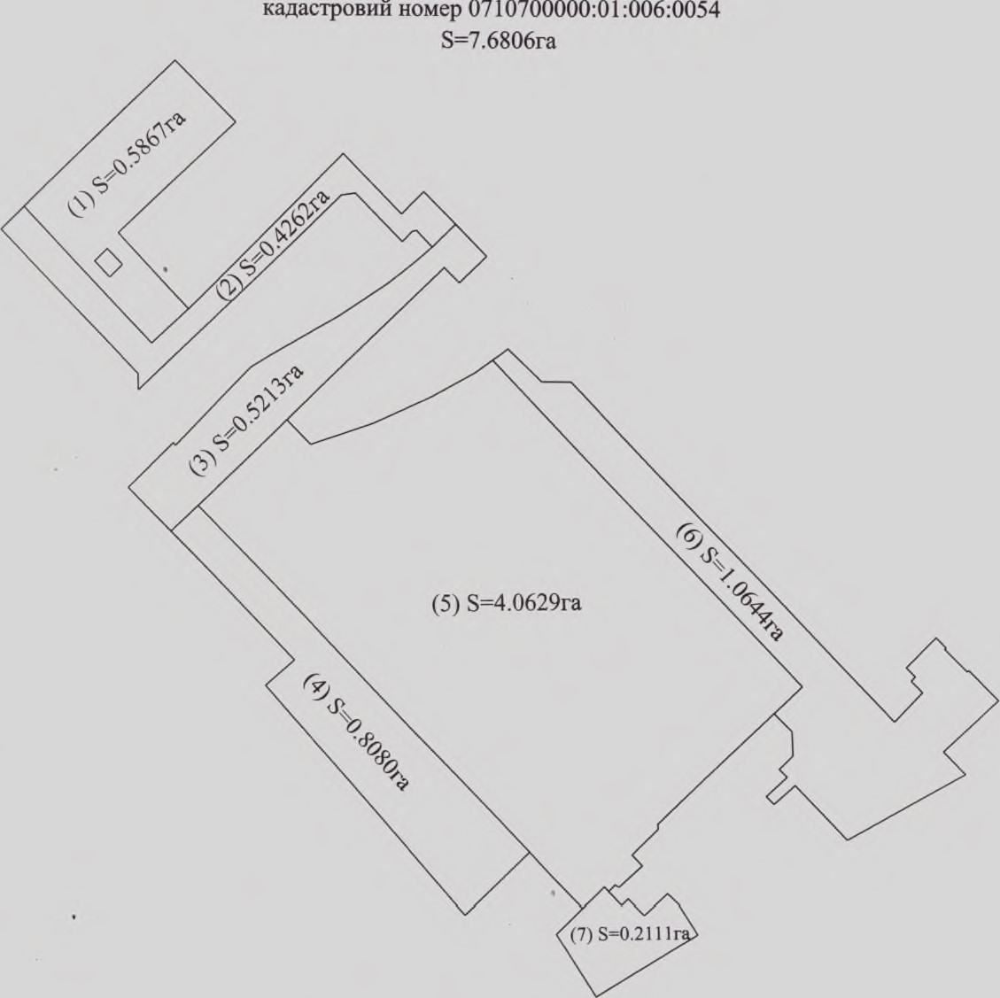 кадастровий номер 0710700000:01:006:0054
S=7.6806га
(1) S=0.5867га
(2) S=0.4262га
(3) S=0.5213га
(6) S=1.0644га
(5) S=4.0629га
(4) S=0.8080га
(7) S=0.2111га